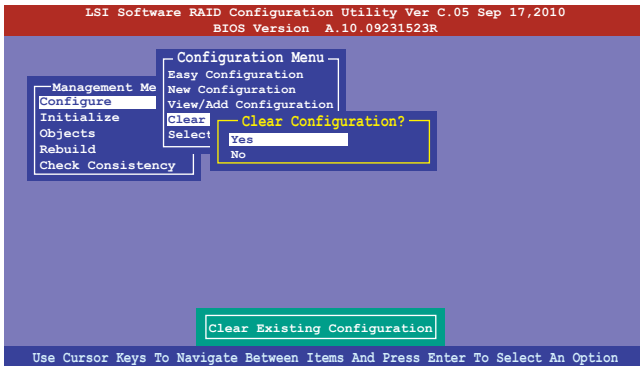 LSI Software RAID Configuration Utility Ver C.05 Sep 17,2010
BIOS Version A.10.09231523R
Configuration Menu
Easy Configuration
New Configuration
View/Add Configuration
Clear
Select
Management Me
Configure
Initialize
Objects
Rebuild
Check Consistency
Clear Configuration?
Yes
No
Clear Existing Configuration
Use Cursor Keys To Navigate Between Items And Press Enter To Select An Option